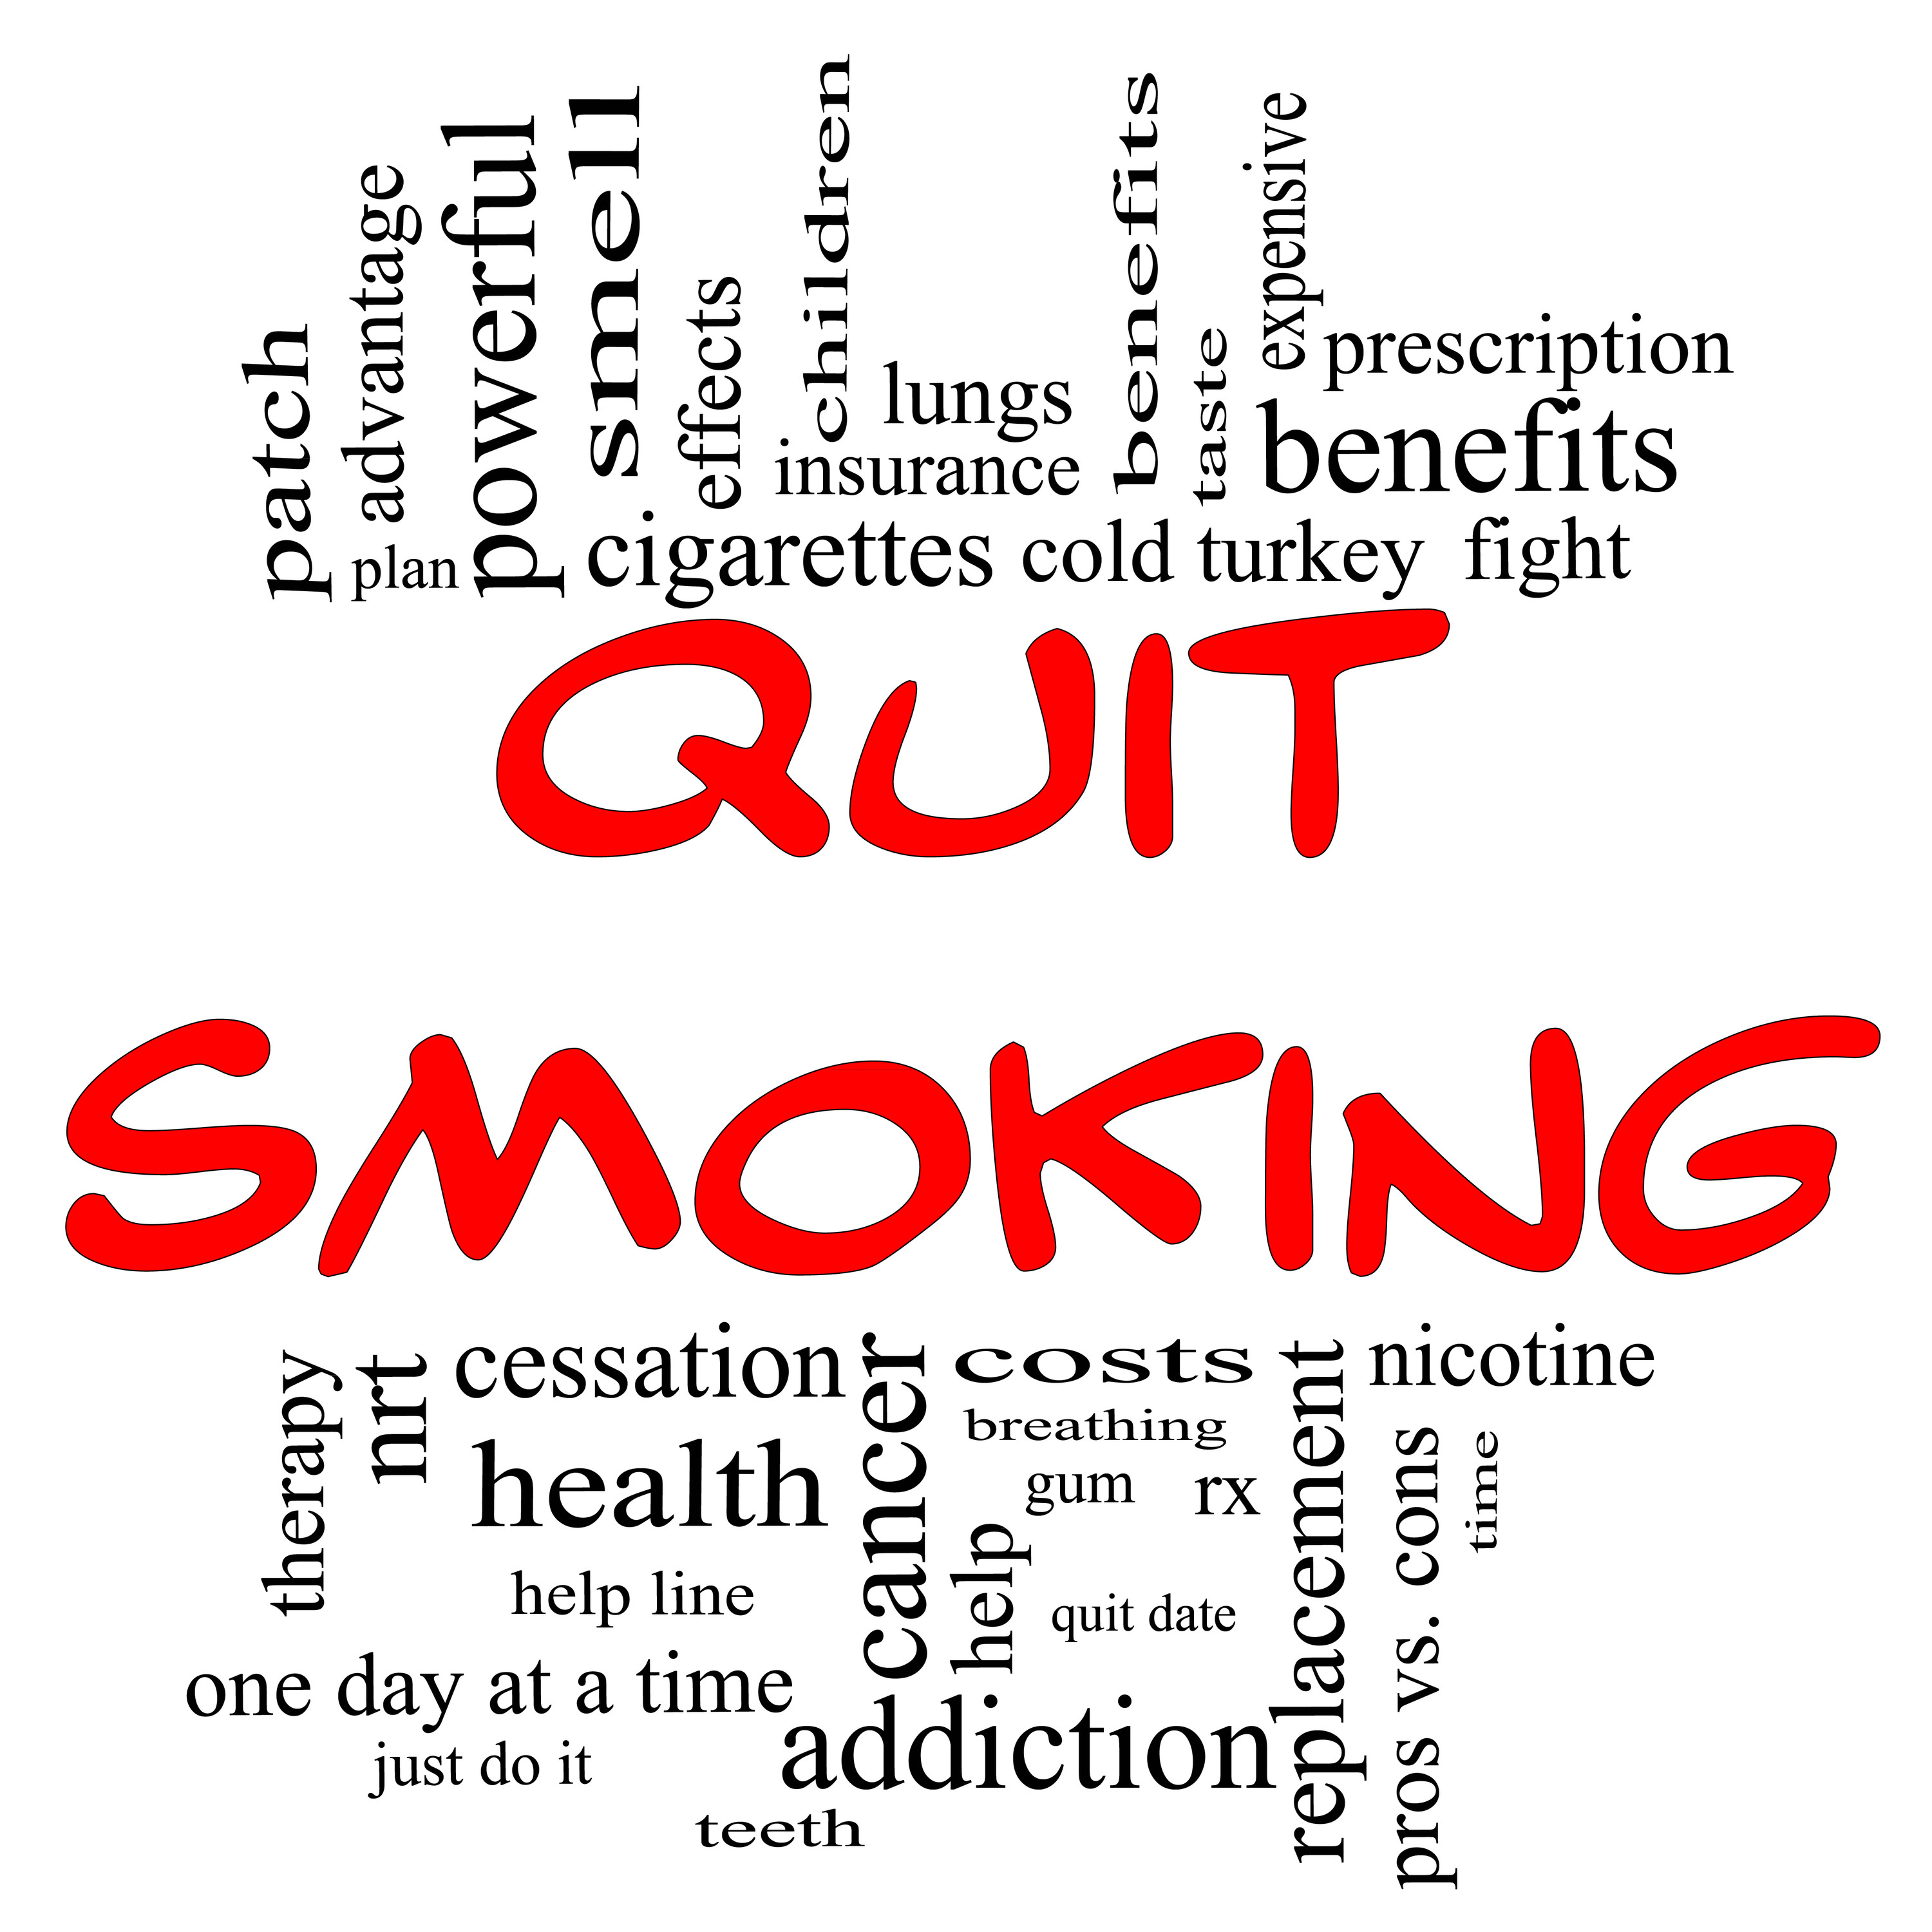 patch
advantage
plan
powerful
smell
effects
children
lungs
insurance
benefits
taste
expensive
prescription
benefits
cigarettes cold turkey fight
QUIT
SMOKING
therapy
nrt
cessation
health
help line
one day at a time
just do it
teeth
cancer
costs
breathing
gum rx
help
quit date
addiction
replacement
nicotine
pros vs. cons
time